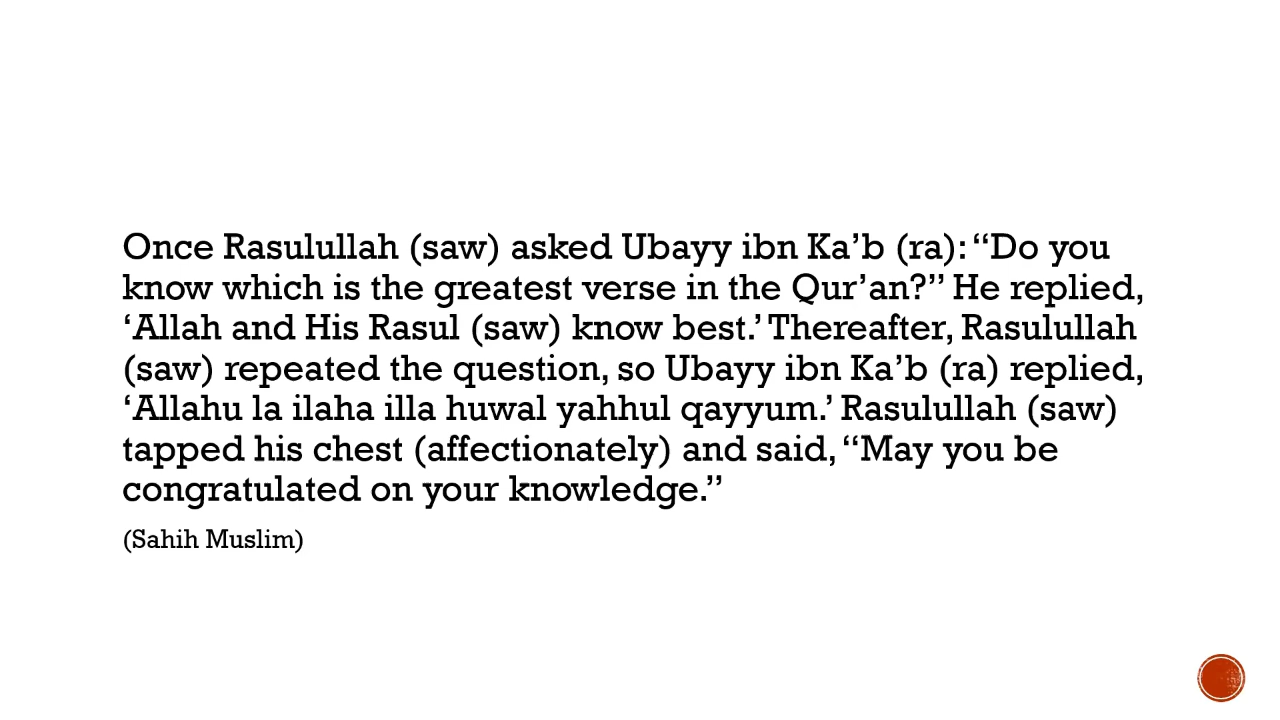 Once Rasulullah (saw) asked Ubayy ibn Ka’b (ra): “Do you
know which is the greatest verse in the Qur’an?” He replied,
‘Allah and His Rasul (saw) know best.’ Thereafter, Rasulullah
(saw) repeated the question, so Ubayy ibn Ka’b (ra) replied,
‘Allahu la ilaha illa huwal yahhul qayyum.’ Rasulullah (saw)
tapped his chest (affectionately) and said, “May you be
congratulated on your knowledge.”
(Sahih Muslim)